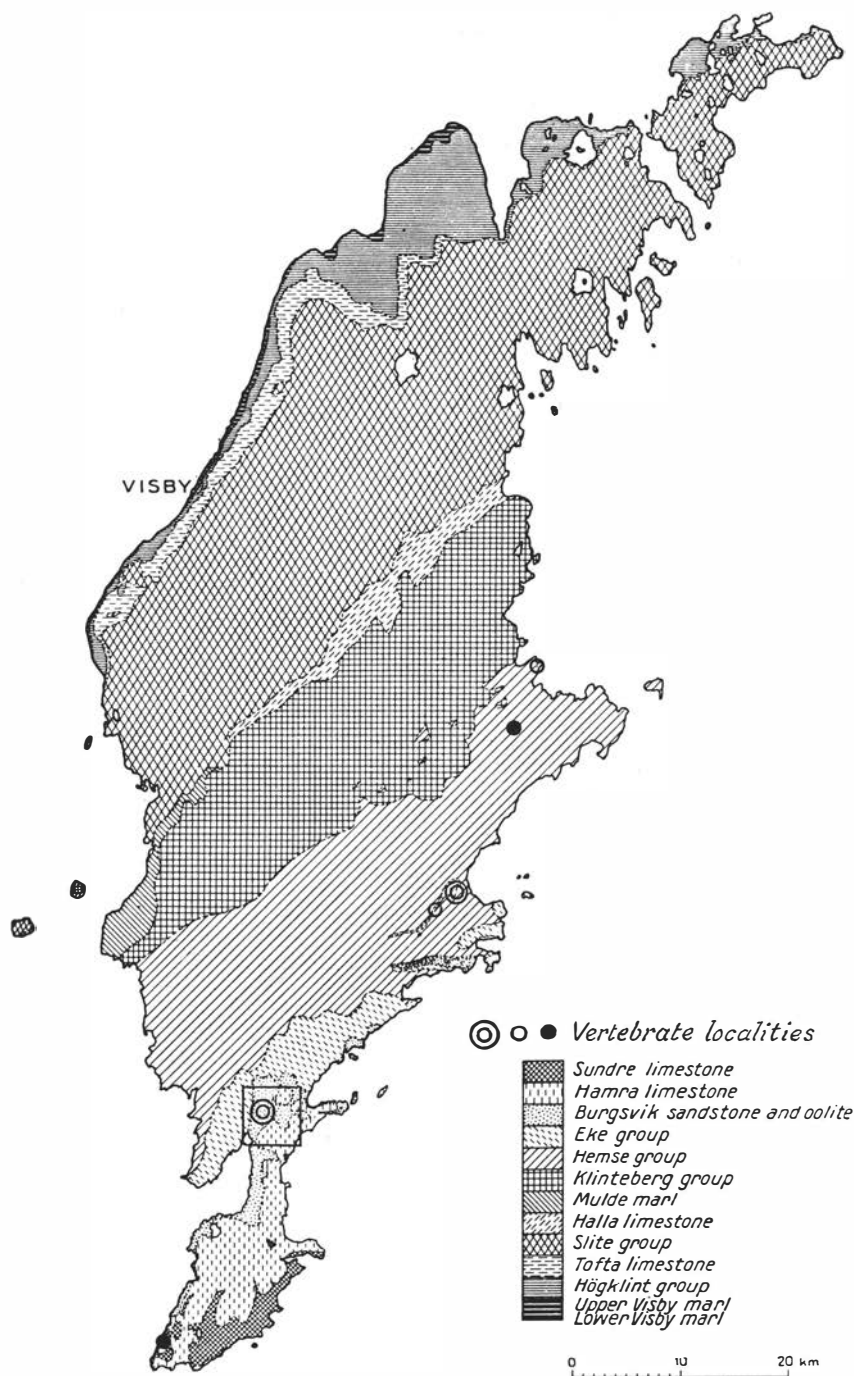 VISBY
Vertebrate localities
Sundre limestone
Hamra limestone
Burgsvik sandstone and oolite
Eke group
Hemse group
Klinteberg group
Mulde marl
Halla limestone
Slite group
Tofta limestone
Högklint group
Upper Visby marl
Lower Visby marl
0 10 20 km